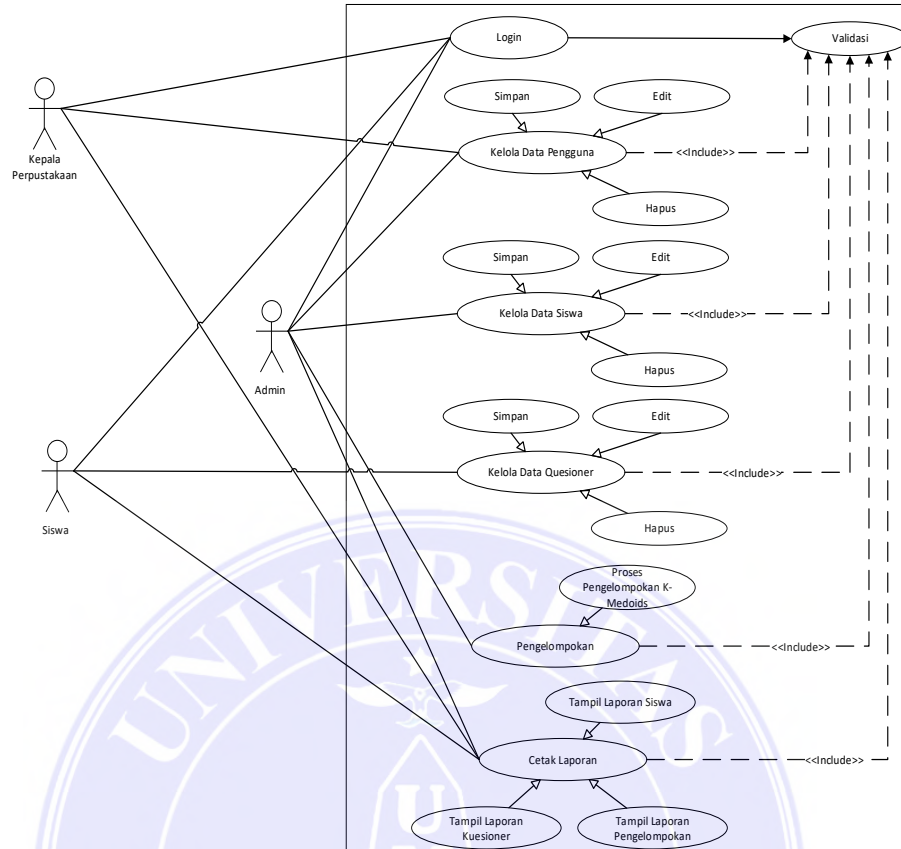 Login
Validasi
Simpan
Edit
Kepala
Perpustakaan
Kelola Data Pengguna
<<Include>>
Hapus
Simpan
Edit
Kelola Data Siswa
<<Include>>
Admin
Hapus
Simpan
Edit
Kelola Data Quesioner
<<Include>>
Siswa
Hapus
Proses
Pengelompokan K-
Medoids
Pengelompokan
<<Include>>
Tampil Laporan Siswa
Cetak Laporan
<<Include>>
Tampil Laporan
Kuesioner
Tampil Laporan
Pengelompokan
UNIVERSITAS
U